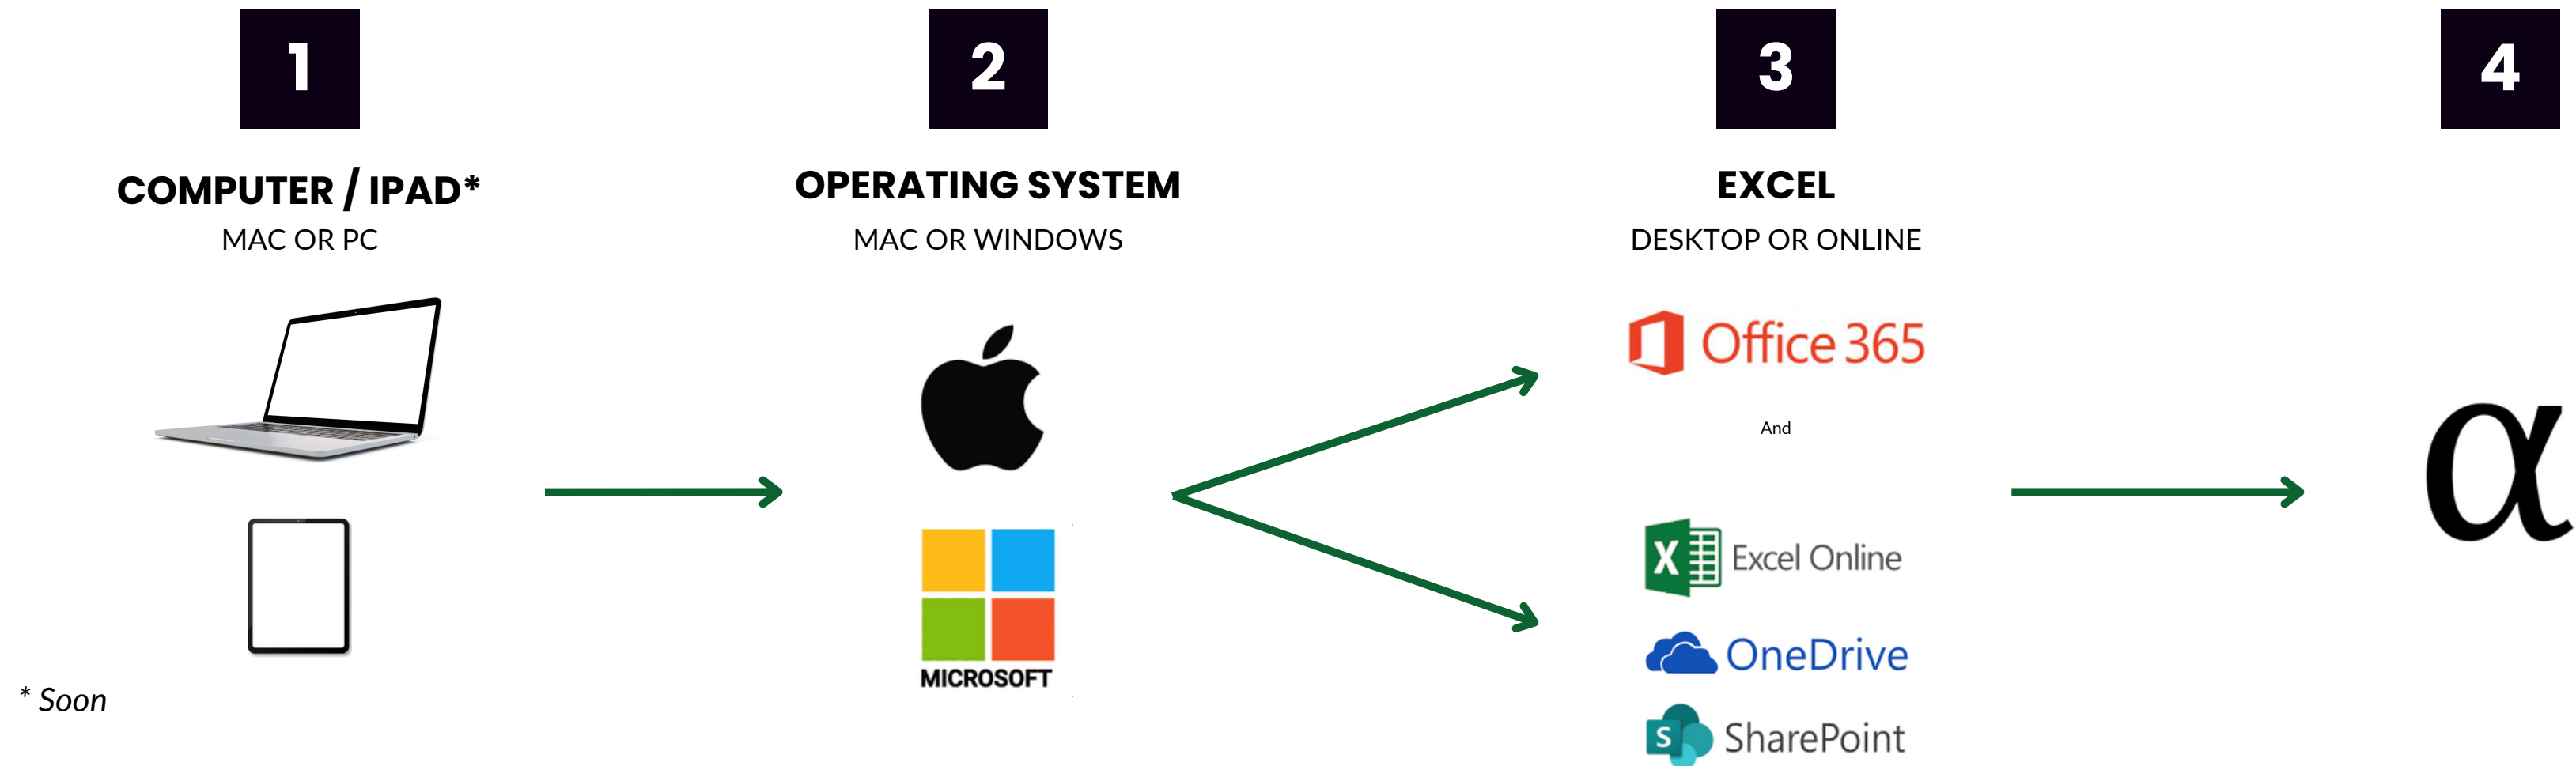 1
COMPUTER / IPAD*
MAC OR PC
* Soon
2
OPERATING SYSTEM
MAC OR WINDOWS
MICROSOFT
3
EXCEL
DESKTOP OR ONLINE
Office 365
And
X Excel Online
OneDrive
S SharePoint
4
α